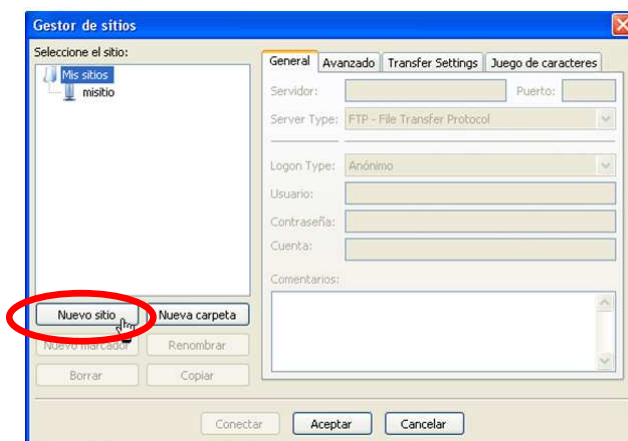 Gestor de sitios
Seleccione el sitio:
Mis sitios
misitio
Nuevo sitio
Nueva carpeta
Nuevo marcador
Renombrar
Borrar
Copiar
General
Avanzado
Transfer Settings
Juego de caracteres
Servidor:
Puerto:
Server Type:
FTP - File Transfer Protocol
Logon Type:
Anónimo
Usuario:
Contraseña:
Cuenta:
Comentarios:
Conectar
Aceptar
Cancelar